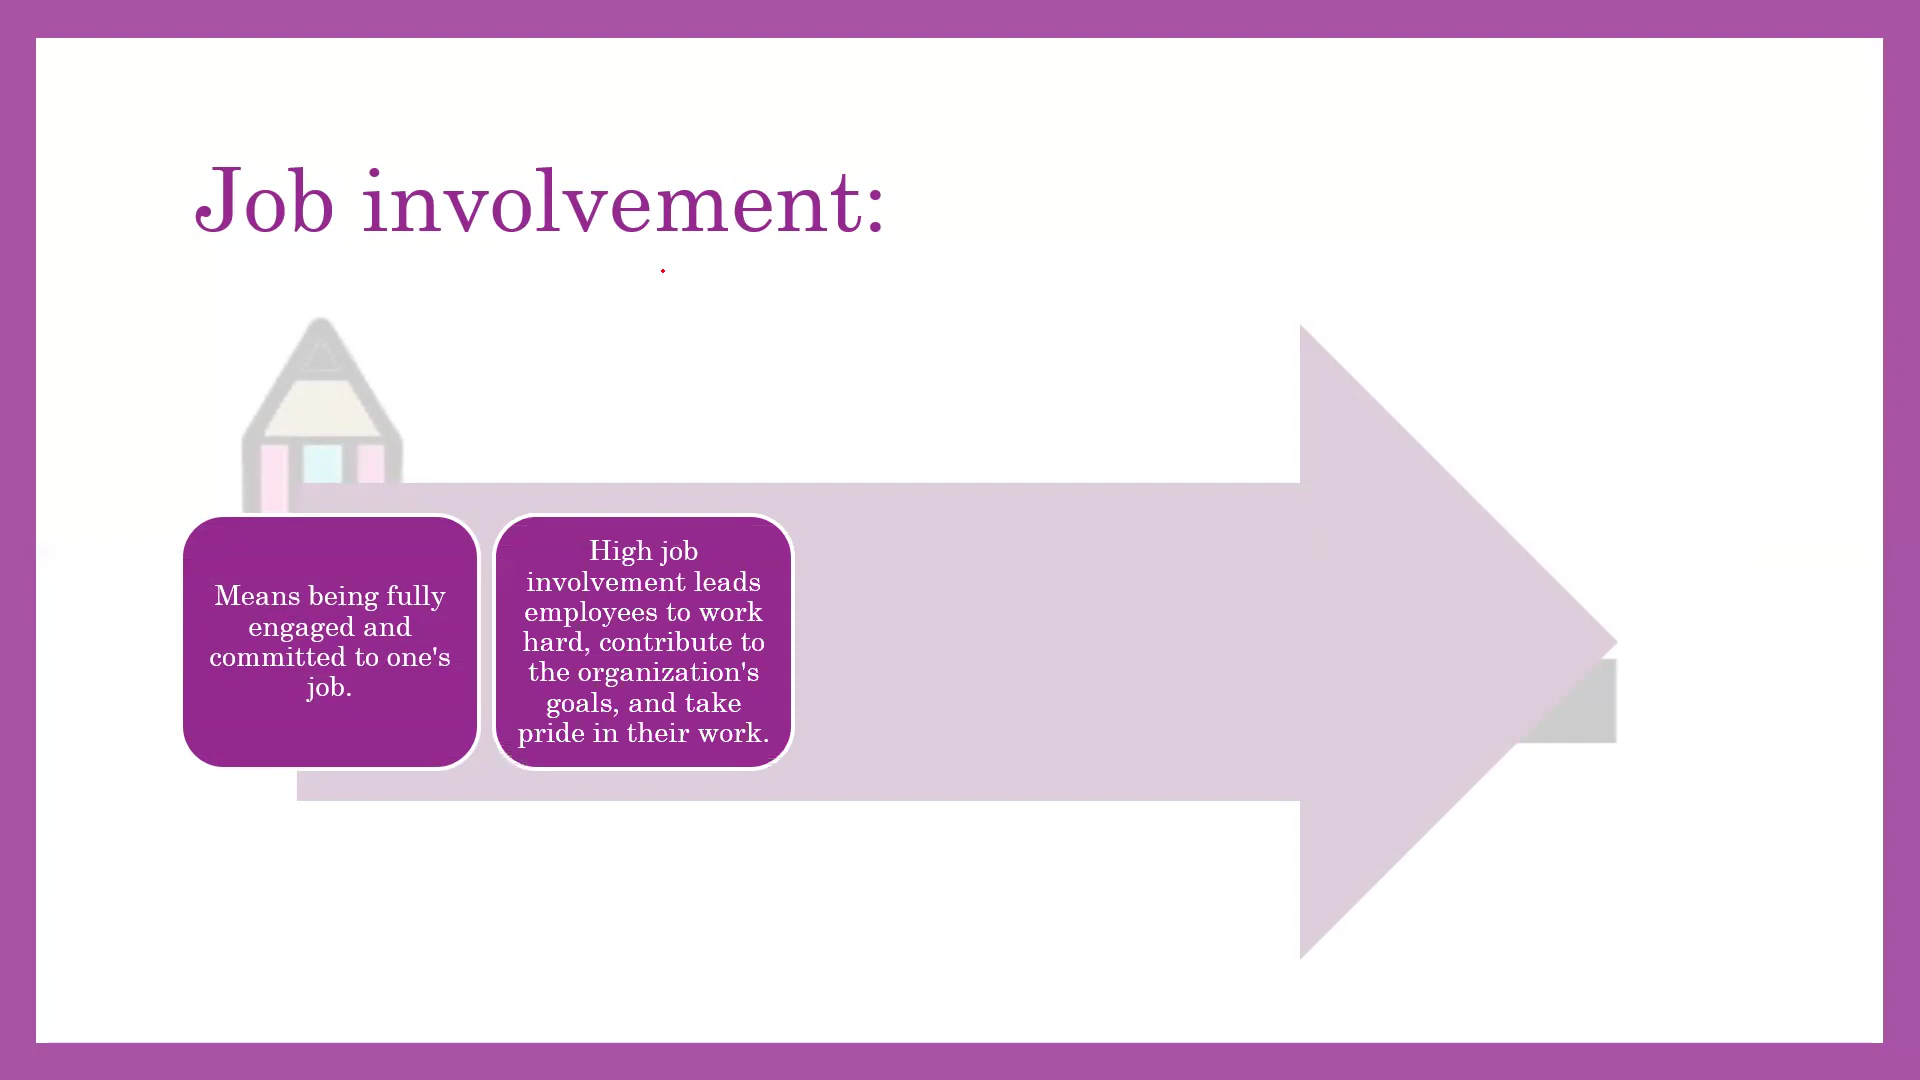 Job involvement:
Means being fully
engaged and
committed to one's
job.
High job
involvement leads
employees to work
hard, contribute to
the organization's
goals, and take
pride in their work.